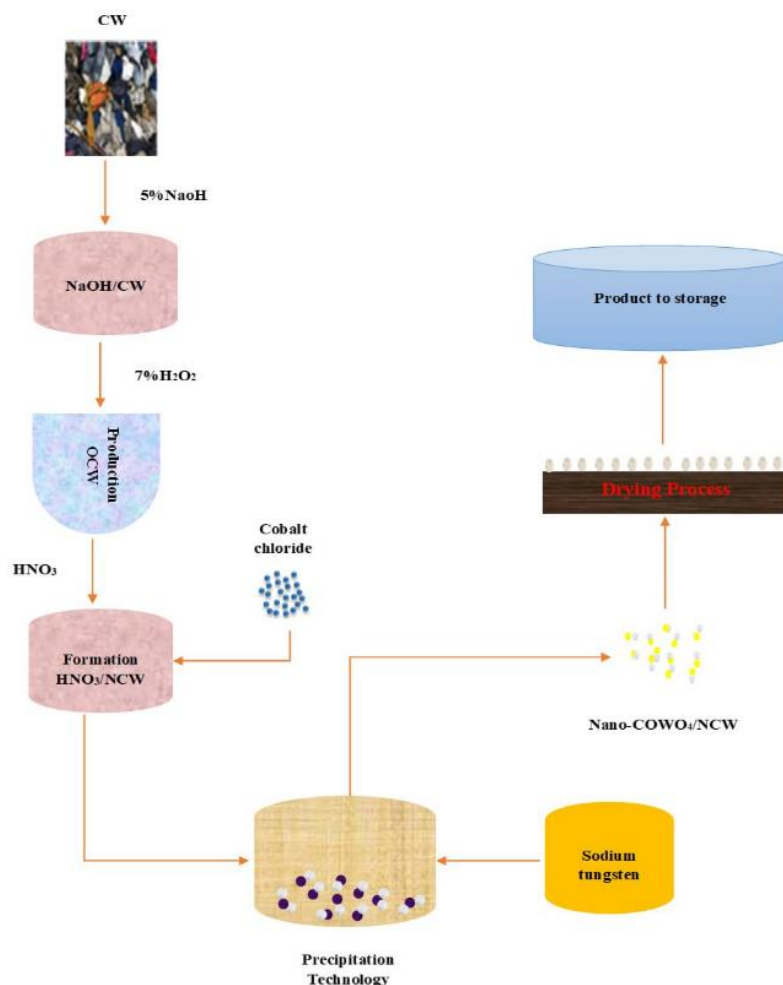 CW
5%NaoH
NaOH/CW
7%H₂O₂
Production
OCW
HNO₃
Cobalt
chloride
Formation
HNO₃/NCW
Precipitation
Technology
Sodium
tungsten
Nano-COWO₄/NCW
Drying Process
Product to storage